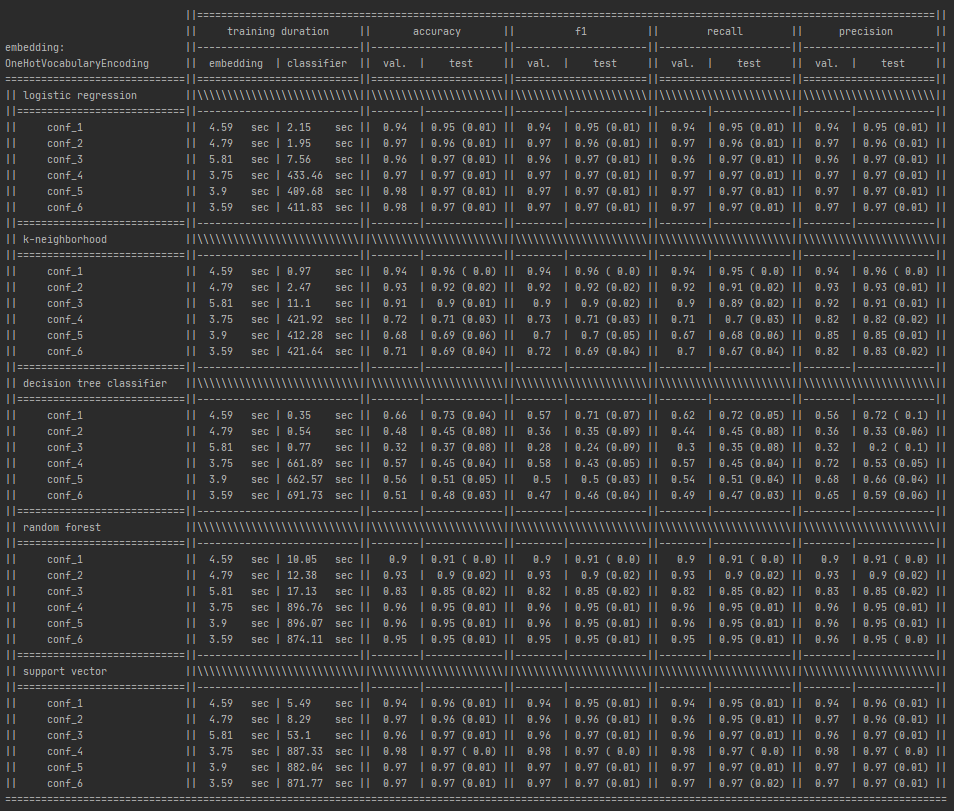 ||===========================================================================================================================||
                              ||     training duration     ||       accuracy       ||          f1          ||        recall        ||      precision       ||
embedding:                    ||---------------------------||----------------------||----------------------||----------------------||----------------------||
OneHotVocabularyEncoding      ||  embedding  | classifier  ||  val.  |    test     ||  val.  |    test     ||  val.  |    test     ||  val.  |    test     ||
==============================||===========================||======================||======================||======================||======================||
|| logistic regression        ||\\\\\\\\\\\\\\\\\\\\\\\\\\\||\\\\\\\\\\\\\\\\\\\\\\||\\\\\\\\\\\\\\\\\\\\\\||\\\\\\\\\\\\\\\\\\\\\\||\\\\\\\\\\\\\\\\\\\\\\||
||============================||---------------------------||--------|-------------||--------|-------------||--------|-------------||--------|-------------||
||     conf_1                 ||  4.59   sec | 2.15    sec ||  0.94  | 0.95 (0.01) ||  0.94  | 0.95 (0.01) ||  0.94  | 0.95 (0.01) ||  0.94  | 0.95 (0.01) ||
||     conf_2                 ||  4.79   sec | 1.95    sec ||  0.97  | 0.96 (0.01) ||  0.97  | 0.96 (0.01) ||  0.97  | 0.96 (0.01) ||  0.97  | 0.96 (0.01) ||
||     conf_3                 ||  5.81   sec | 7.56    sec ||  0.96  | 0.97 (0.01) ||  0.96  | 0.97 (0.01) ||  0.96  | 0.97 (0.01) ||  0.96  | 0.97 (0.01) ||
||     conf_4                 ||  3.75   sec | 433.46  sec ||  0.97  | 0.97 (0.01) ||  0.97  | 0.97 (0.01) ||  0.97  | 0.97 (0.01) ||  0.97  | 0.97 (0.01) ||
||     conf_5                 ||  3.9    sec | 409.68  sec ||  0.98  | 0.97 (0.01) ||  0.97  | 0.97 (0.01) ||  0.97  | 0.97 (0.01) ||  0.97  | 0.97 (0.01) ||
||     conf_6                 ||  3.59   sec | 411.83  sec ||  0.98  | 0.97 (0.01) ||  0.97  | 0.97 (0.01) ||  0.97  | 0.97 (0.01) ||  0.97  | 0.97 (0.01) ||
||============================||---------------------------||--------|-------------||--------|-------------||--------|-------------||--------|-------------||
|| k-neighborhood             ||\\\\\\\\\\\\\\\\\\\\\\\\\\\||\\\\\\\\\\\\\\\\\\\\\\||\\\\\\\\\\\\\\\\\\\\\\||\\\\\\\\\\\\\\\\\\\\\\||\\\\\\\\\\\\\\\\\\\\\\||
||============================||---------------------------||--------|-------------||--------|-------------||--------|-------------||--------|-------------||
||     conf_1                 ||  4.59   sec | 0.97    sec ||  0.94  | 0.96 ( 0.0) ||  0.94  | 0.96 ( 0.0) ||  0.94  | 0.95 ( 0.0) ||  0.94  | 0.96 ( 0.0) ||
||     conf_2                 ||  4.79   sec | 2.47    sec ||  0.93  | 0.92 (0.02) ||  0.92  | 0.92 (0.02) ||  0.92  | 0.91 (0.02) ||  0.93  | 0.93 (0.01) ||
||     conf_3                 ||  5.81   sec | 11.1    sec ||  0.91  |  0.9 (0.01) ||   0.9  |  0.9 (0.02) ||   0.9  | 0.89 (0.02) ||  0.92  | 0.91 (0.01) ||
||     conf_4                 ||  3.75   sec | 421.92  sec ||  0.72  | 0.71 (0.03) ||  0.73  | 0.71 (0.03) ||  0.71  |  0.7 (0.03) ||  0.82  | 0.82 (0.02) ||
||     conf_5                 ||  3.9    sec | 412.28  sec ||  0.68  | 0.69 (0.06) ||   0.7  |  0.7 (0.05) ||  0.67  | 0.68 (0.06) ||  0.85  | 0.85 (0.01) ||
||     conf_6                 ||  3.59   sec | 421.64  sec ||  0.71  | 0.69 (0.04) ||  0.72  | 0.69 (0.04) ||   0.7  | 0.67 (0.04) ||  0.82  | 0.83 (0.02) ||
||============================||---------------------------||--------|-------------||--------|-------------||--------|-------------||--------|-------------||
|| decision tree classifier   ||\\\\\\\\\\\\\\\\\\\\\\\\\\\||\\\\\\\\\\\\\\\\\\\\\\||\\\\\\\\\\\\\\\\\\\\\\||\\\\\\\\\\\\\\\\\\\\\\||\\\\\\\\\\\\\\\\\\\\\\||
||============================||---------------------------||--------|-------------||--------|-------------||--------|-------------||--------|-------------||
||     conf_1                 ||  4.59   sec | 0.35    sec ||  0.66  | 0.73 (0.04) ||  0.57  | 0.71 (0.07) ||  0.62  | 0.72 (0.05) ||  0.56  | 0.72 ( 0.1) ||
||     conf_2                 ||  4.79   sec | 0.54    sec ||  0.48  | 0.45 (0.08) ||  0.36  | 0.35 (0.09) ||  0.44  | 0.45 (0.08) ||  0.36  | 0.33 (0.06) ||
||     conf_3                 ||  5.81   sec | 0.77    sec ||  0.32  | 0.37 (0.08) ||  0.28  | 0.24 (0.09) ||   0.3  | 0.35 (0.08) ||  0.32  |  0.2 ( 0.1) ||
||     conf_4                 ||  3.75   sec | 661.89  sec ||  0.57  | 0.45 (0.04) ||  0.58  | 0.43 (0.05) ||  0.57  | 0.45 (0.04) ||  0.72  | 0.53 (0.05) ||
||     conf_5                 ||  3.9    sec | 662.57  sec ||  0.56  | 0.51 (0.05) ||   0.5  |  0.5 (0.03) ||  0.54  | 0.51 (0.04) ||  0.68  | 0.66 (0.04) ||
||     conf_6                 ||  3.59   sec | 691.73  sec ||  0.51  | 0.48 (0.03) ||  0.47  | 0.46 (0.04) ||  0.49  | 0.47 (0.03) ||  0.65  | 0.59 (0.06) ||
||============================||---------------------------||--------|-------------||--------|-------------||--------|-------------||--------|-------------||
|| random forest              ||\\\\\\\\\\\\\\\\\\\\\\\\\\\||\\\\\\\\\\\\\\\\\\\\\\||\\\\\\\\\\\\\\\\\\\\\\||\\\\\\\\\\\\\\\\\\\\\\||\\\\\\\\\\\\\\\\\\\\\\||
||============================||---------------------------||--------|-------------||--------|-------------||--------|-------------||--------|-------------||
||     conf_1                 ||  4.59   sec | 10.05   sec ||   0.9  | 0.91 ( 0.0) ||   0.9  | 0.91 ( 0.0) ||   0.9  | 0.91 ( 0.0) ||   0.9  | 0.91 ( 0.0) ||
||     conf_2                 ||  4.79   sec | 12.38   sec ||  0.93  |  0.9 (0.02) ||  0.93  |  0.9 (0.02) ||  0.93  |  0.9 (0.02) ||  0.93  |  0.9 (0.02) ||
||     conf_3                 ||  5.81   sec | 17.13   sec ||  0.83  | 0.85 (0.02) ||  0.82  | 0.85 (0.02) ||  0.82  | 0.85 (0.02) ||  0.83  | 0.85 (0.02) ||
||     conf_4                 ||  3.75   sec | 896.76  sec ||  0.96  | 0.95 (0.01) ||  0.96  | 0.95 (0.01) ||  0.96  | 0.95 (0.01) ||  0.96  | 0.95 (0.01) ||
||     conf_5                 ||  3.9    sec | 896.07  sec ||  0.96  | 0.95 (0.01) ||  0.96  | 0.95 (0.01) ||  0.96  | 0.95 (0.01) ||  0.96  | 0.95 (0.01) ||
||     conf_6                 ||  3.59   sec | 874.11  sec ||  0.95  | 0.95 (0.01) ||  0.95  | 0.95 (0.01) ||  0.95  | 0.95 (0.01) ||  0.96  | 0.95 ( 0.0) ||
||============================||---------------------------||--------|-------------||--------|-------------||--------|-------------||--------|-------------||
|| support vector             ||\\\\\\\\\\\\\\\\\\\\\\\\\\\||\\\\\\\\\\\\\\\\\\\\\\||\\\\\\\\\\\\\\\\\\\\\\||\\\\\\\\\\\\\\\\\\\\\\||\\\\\\\\\\\\\\\\\\\\\\||
||============================||---------------------------||--------|-------------||--------|-------------||--------|-------------||--------|-------------||
||     conf_1                 ||  4.59   sec | 5.49    sec ||  0.94  | 0.96 (0.01) ||  0.94  | 0.95 (0.01) ||  0.94  | 0.95 (0.01) ||  0.94  | 0.96 (0.01) ||
||     conf_2                 ||  4.79   sec | 8.29    sec ||  0.97  | 0.96 (0.01) ||  0.96  | 0.96 (0.01) ||  0.96  | 0.95 (0.01) ||  0.97  | 0.96 (0.01) ||
||     conf_3                 ||  5.81   sec | 53.1    sec ||  0.96  | 0.97 (0.01) ||  0.96  | 0.96 (0.01) ||  0.96  | 0.96 (0.01) ||  0.96  | 0.97 (0.01) ||
||     conf_4                 ||  3.75   sec | 887.33  sec ||  0.98  | 0.97 ( 0.0) ||  0.98  | 0.97 ( 0.0) ||  0.98  | 0.97 ( 0.0) ||  0.98  | 0.97 (0.01) ||
||     conf_5                 ||  3.9    sec | 882.04  sec ||  0.97  | 0.97 (0.01) ||  0.97  | 0.97 (0.01) ||  0.97  | 0.97 (0.01) ||  0.97  | 0.97 (0.01) ||
||     conf_6                 ||  3.59   sec | 871.77  sec ||  0.97  | 0.97 (0.01) ||  0.97  | 0.97 (0.01) ||  0.97  | 0.97 (0.02) ||  0.97  | 0.97 (0.01) ||
=============================================================================================================================================================